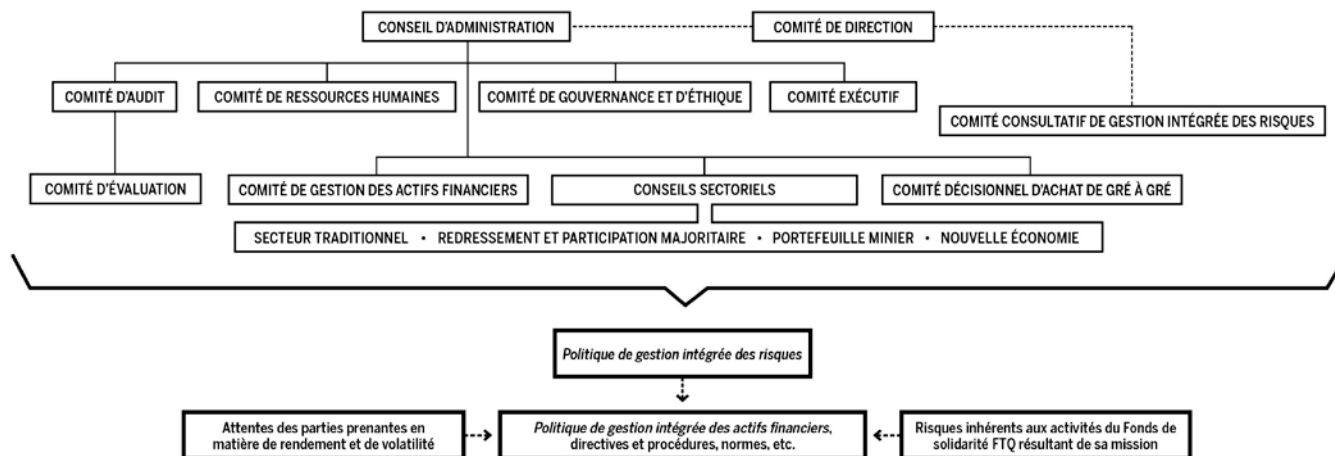 CONSEIL D'ADMINISTRATION
COMITÉ DE DIRECTION
COMITÉ D'AUDIT
COMITÉ DE RESSOURCES HUMAINES
COMITÉ DE GOUVERNANCE ET D'ÉTHIQUE
COMITÉ EXÉCUTIF
COMITÉ CONSULTATIF DE GESTION INTÉGRÉE DES RISQUES
COMITÉ D'ÉVALUATION
COMITÉ DE GESTION DES ACTIFS FINANCIERS
CONSEILS SECTORIELS
COMITÉ DÉCISIONNEL D'ACHAT DE GRÉ À GRÉ
SECTEUR TRADITIONNEL • REDRESSEMENT ET PARTICIPATION MAJORITAIRE • PORTEFEUILLE MINIER • NOUVELLE ÉCONOMIE
Politique de gestion intégrée des risques
Attentes des parties prenantes en
matière de rendement et de volatilité
Politique de gestion intégrée des actifs financiers,
directives et procédures, normes, etc.
Risques inhérents aux activités du Fonds de
solidarité FTQ résultant de sa mission